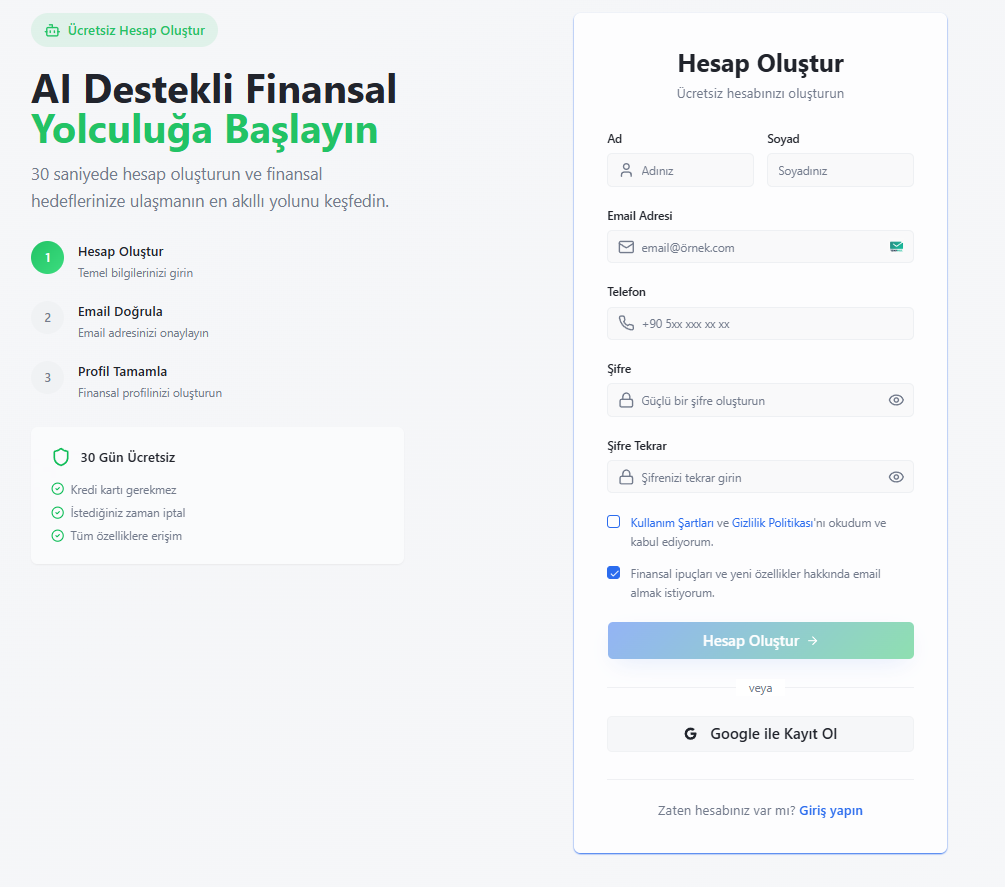 Ücretsiz Hesap Oluştur
AI Destekli Finansal
Yolculuğa Başlayın
30 saniyede hesap oluşturun ve finansal
hedeflerinize ulaşmanın en akıllı yolunu keşfedin.
1
Hesap Oluştur
Temel bilgilerinizi girin
2
Email Doğrula
Email adresinizi onaylayın
3
Profil Tamamla
Finansal profilinizi oluşturun
30 Gün Ücretsiz
Kredi kartı gerekmez
İstediğiniz zaman iptal
Tüm özelliklere erişim
Hesap Oluştur
Ücretsiz hesabınızı oluşturun
Ad Soyad
Adınız Soyadınız
Email Adresi
email@örnek.com
Telefon
+90 5xx xxx xx xx
Şifre
Güçlü bir şifre oluşturun
Şifre Tekrar
Şifrenizi tekrar girin
Kullanım Şartları ve Gizlilik Politikası'nı okudum ve
kabul ediyorum.
Finansal ipuçları ve yeni özellikler hakkında email
almak istiyorum.
Hesap Oluştur →
veya
G Google ile Kayıt Ol
Zaten hesabınız var mı? Giriş yapın